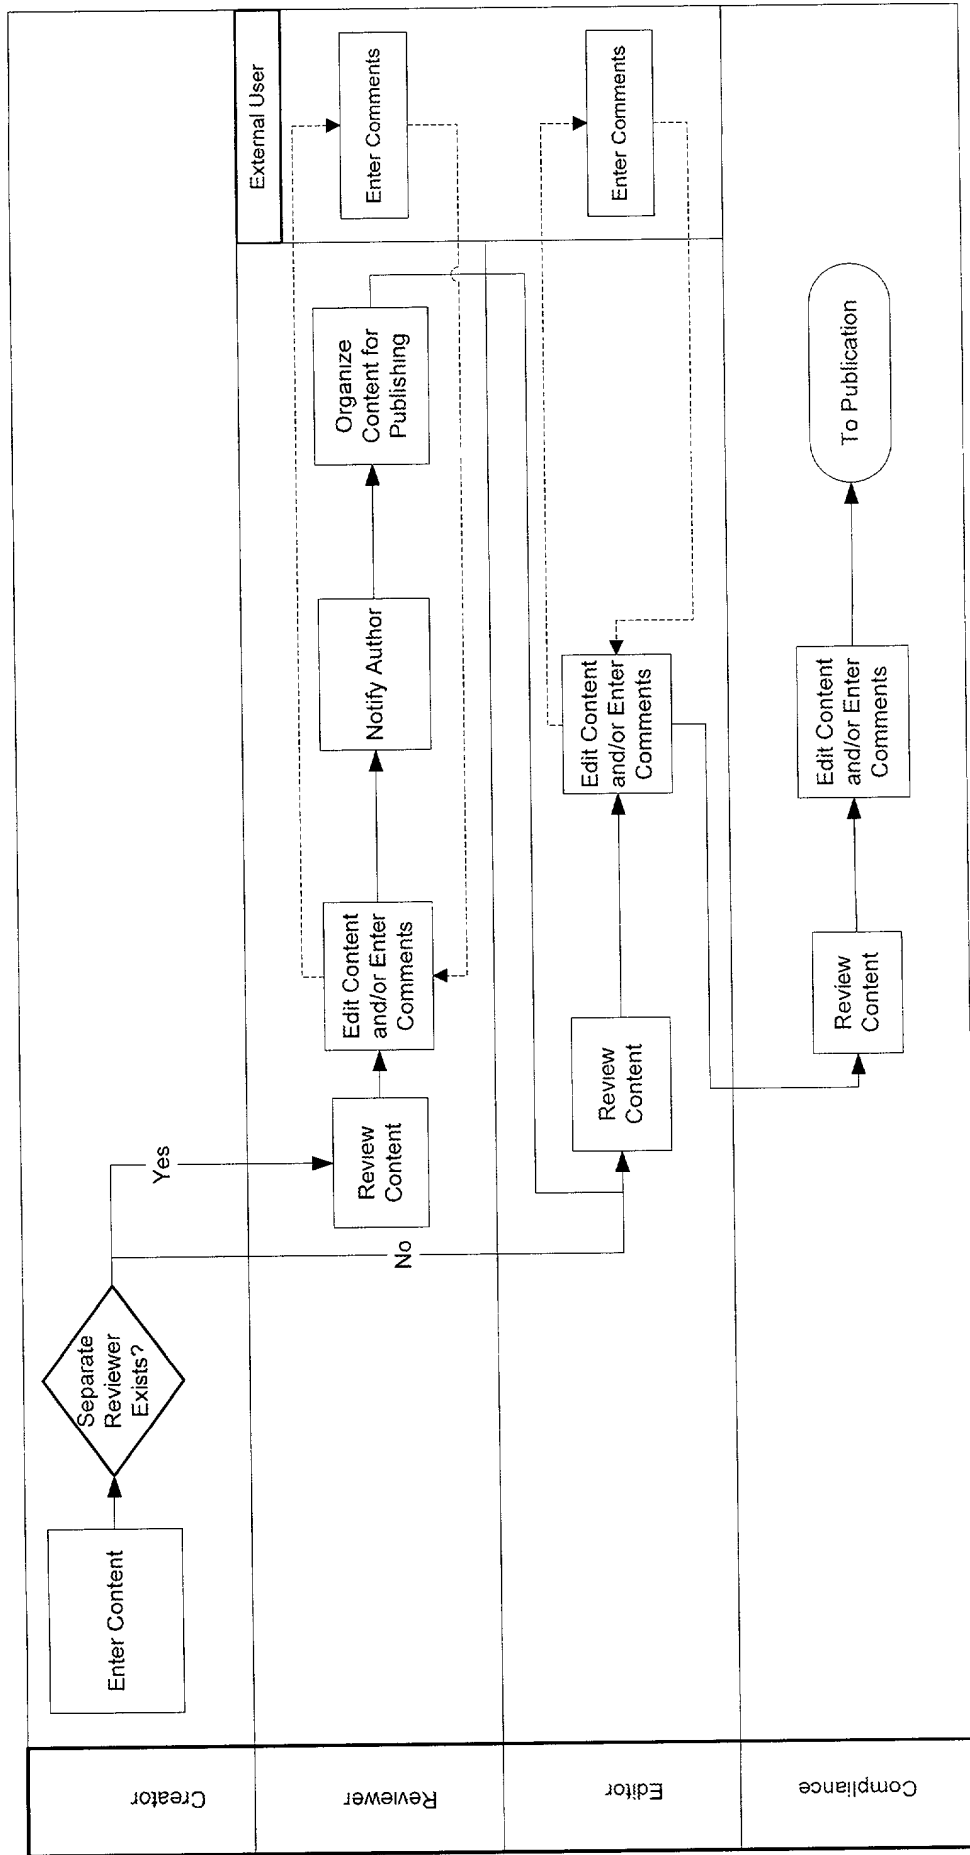 External User
Creator
Enter Content
Separate
Reviewer
Exists?
Yes
No
Reviewer
Review
Content
Edit Content
and/or Enter
Comments
Notify Author
Organize
Content for
Publishing
Enter Comments
Editor
Review
Content
Edit Content
and/or Enter
Comments
Enter Comments
Compliance
Review
Content
Edit Content
and/or Enter
Comments
To Publication